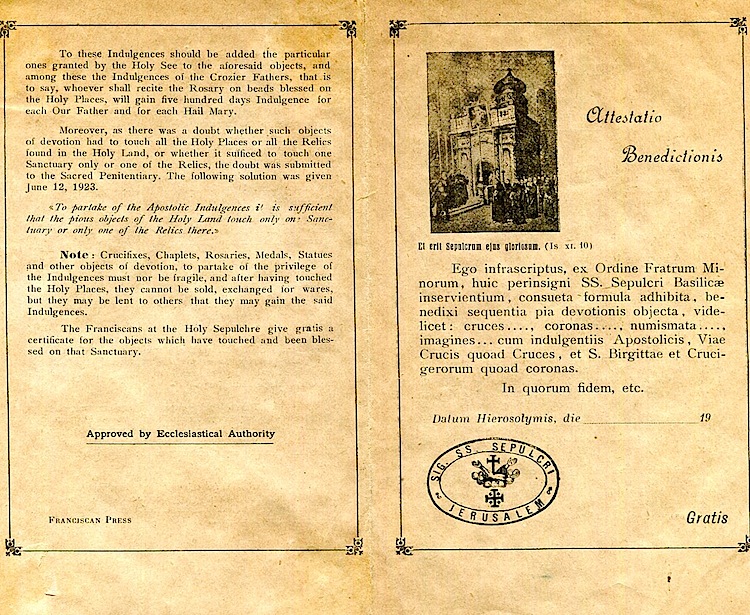 To these Indulgences should be added the particular
ones granted by the Holy See to the aforesaid objects, and
among these the Indulgences of the Crozier Fathers, that is
to say, whoever shall recite the Rosary on beads blessed on
the Holy Places, will gain five hundred days Indulgence for
each Our Father and for each Hail Mary.
Moreover, as there was a doubt whether such objects
of devotion had to touch all the Holy Places or all the Relics
found in the Holy Land, or whether it sufficed to touch one
Sanctuary only or one of the Relics, the doubt was submitted
to the Sacred Penitentiary. The following solution was given
June 12, 1923.
«To partake of the Apostolic Indulgences it is sufficient
that the pious objects of the Holy Land touch only one Sanc-
tuary or only one of the Relics there.»
Note: Crucifixes, Chaplets, Rosaries, Medals, Statues
and other objects of devotion, to partake of the privilege of
the Indulgences must nor be fragile, and after having touched
the Holy Places, they cannot be sold, exchanged for wares,
but they may be lent to others that they may gain the said
Indulgences.
The Franciscans at the Holy Sepulchre give gratis a
certificate for the objects which have touched and been bles-
sed on that Sanctuary.
Approved by Ecclesiastical Authority
Franciscan Press
Attestatio
Benedictionis
Et erit Sepulcrum ejus gloriosum. (Is xi. 10)
Ego infrascriptus, ex Ordine Fratrum Mi-
norum, huic perinsigni SS. Sepulcri Basilicæ
inservientium, consueta formula adhibita, be-
nedixi sequentia pia devotionis objecta, vide-
licet: cruces...., coronas...., numismata....,
imagines... cum indulgentiis Apostolicis, Viae
Crucis quoad Cruces, et S. Birgittae et Cruci-
gerorum quoad coronas.
In quorum fidem, etc.
Datum Hierosolymis, die 19
SIG. SS. SEPULCRI
JERUSALEM
Gratis